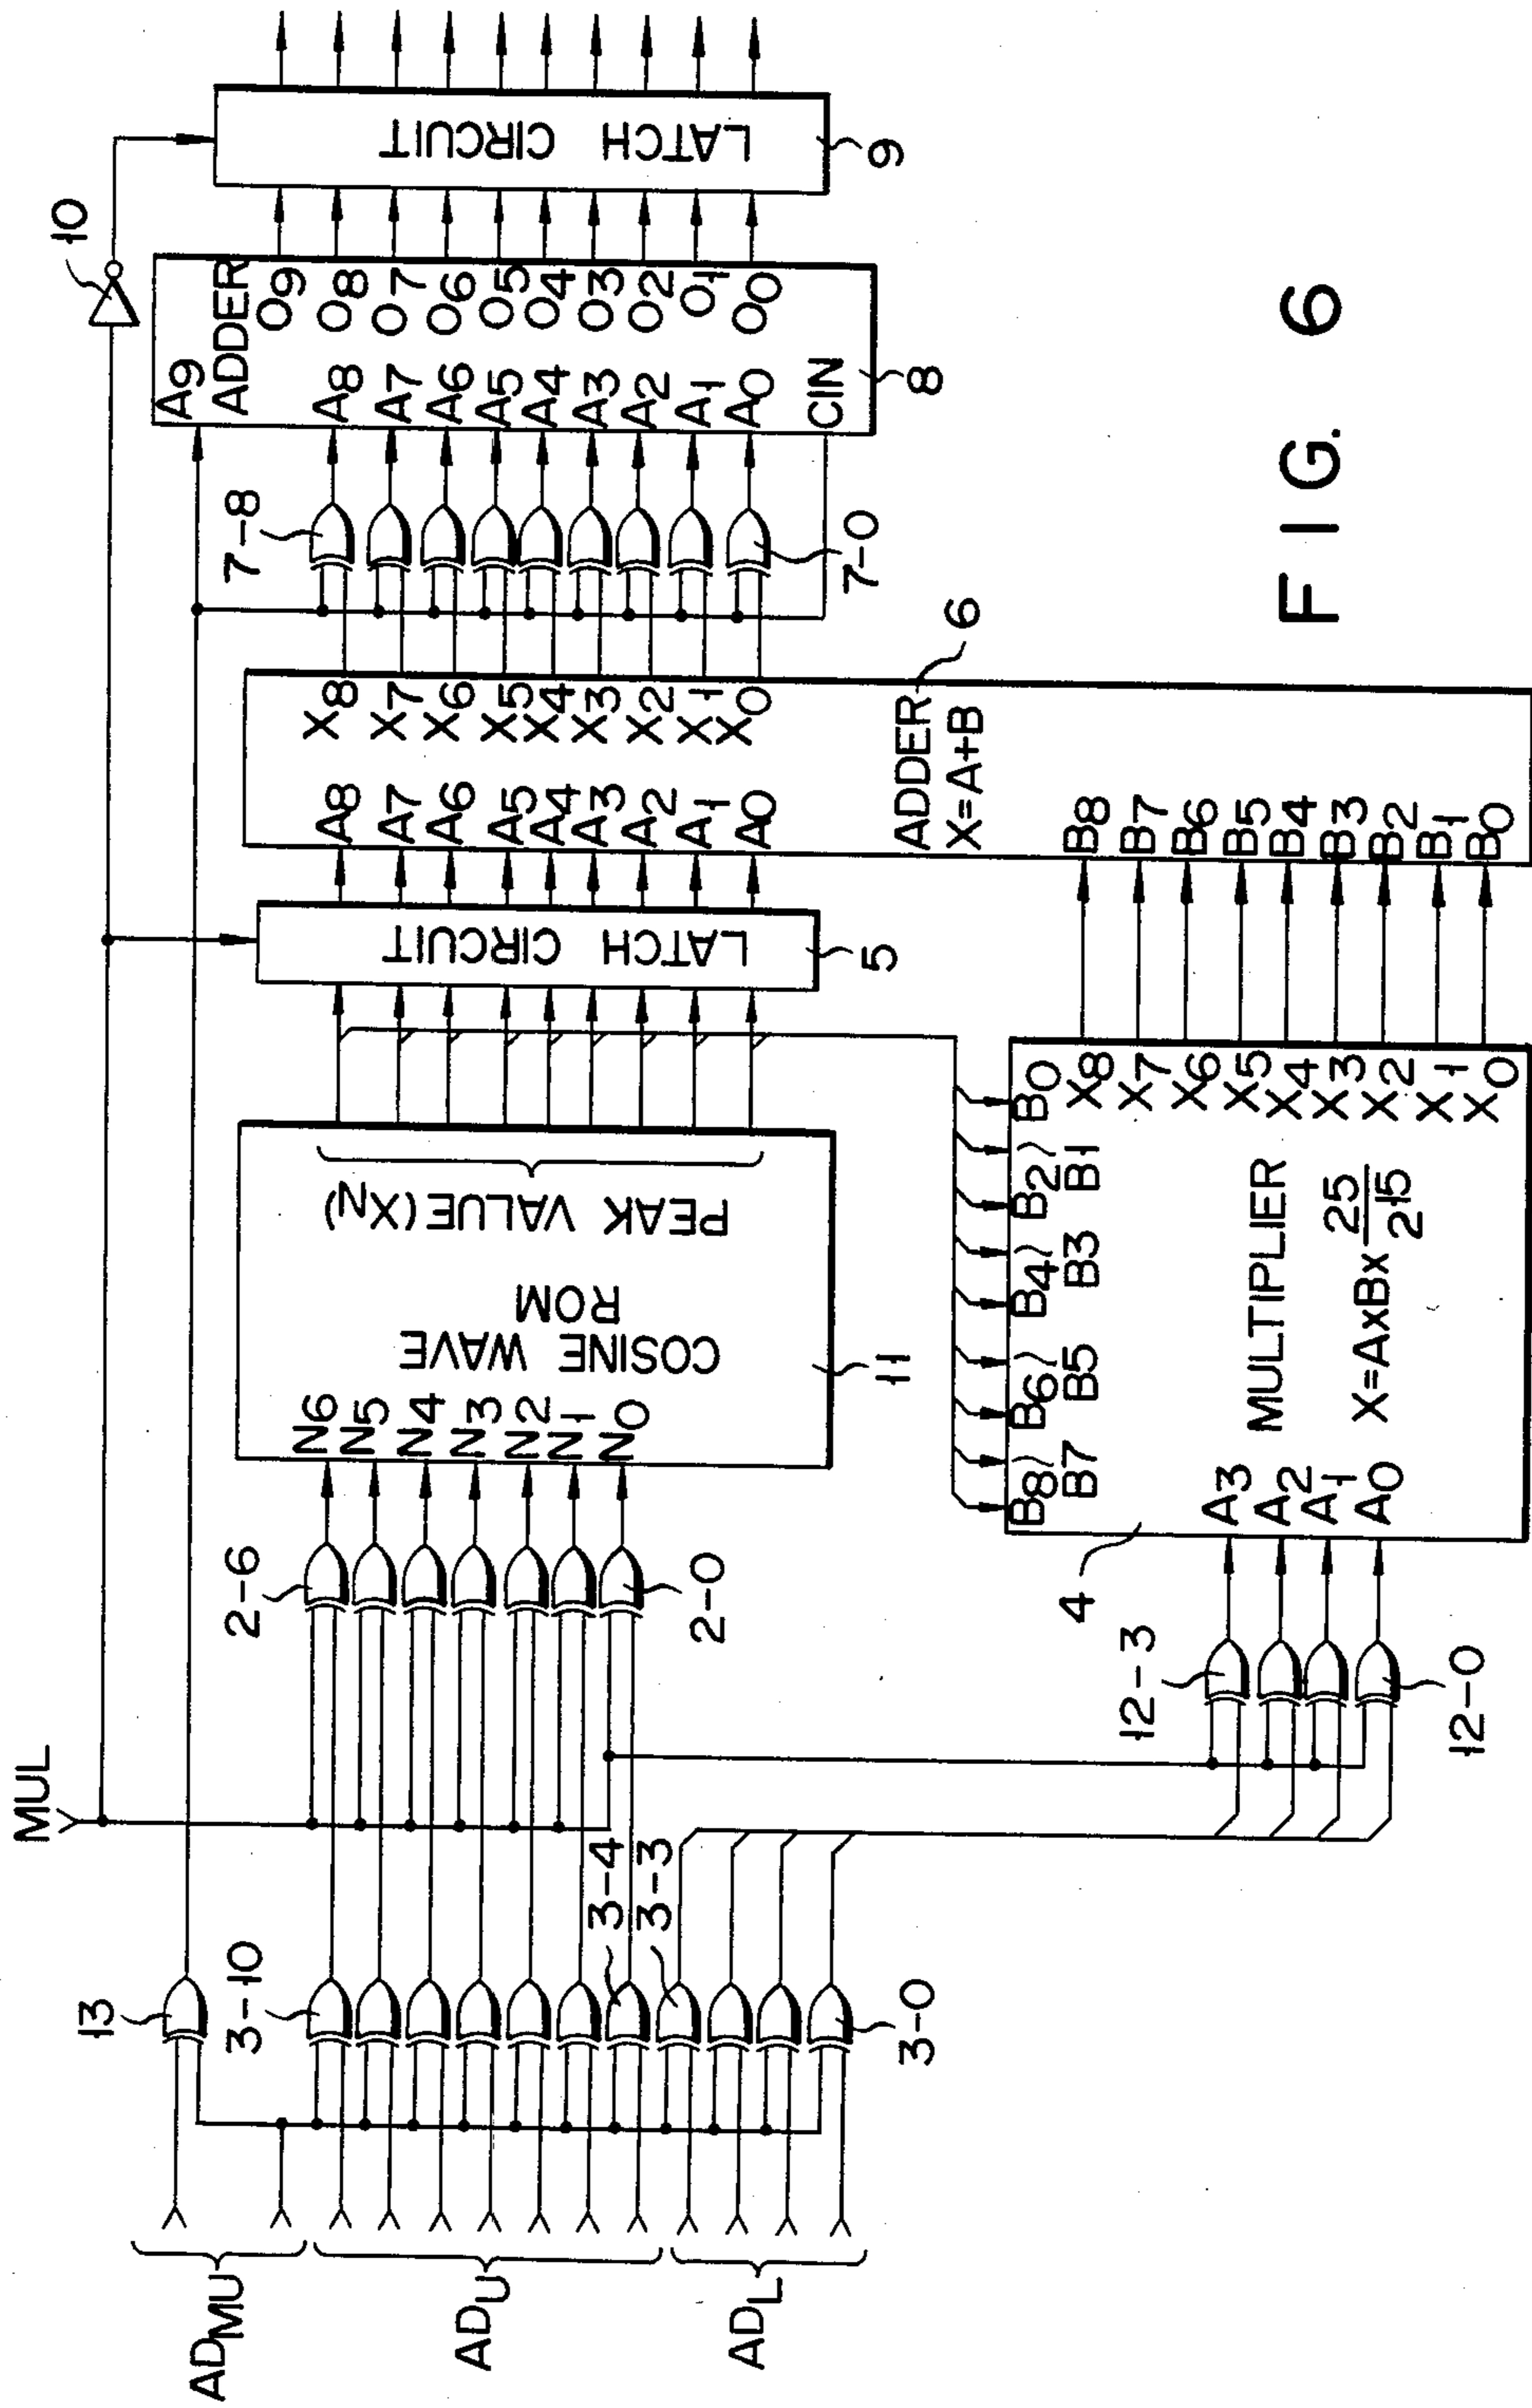 MUL
10
AD_MU
13
3-10
AD_U
3-4
3-3
AD_L
3-0
2-6
2-0
N6
N5
N4
N3
N2
N1
N0
COSINE WAVE
ROM
PEAK VALUE (XN)
11
LATCH CIRCUIT
5
A8
A7
A6
A5
A4
A3
A2
A1
A0
X8
X7
X6
X5
X4
X3
X2
X1
X0
ADDER
X=A+B
6
B8
B7
B6
B5
B4
B3
B2
B1
B0
7-8
7-0
A9
ADDER
A8
A7
A6
A5
A4
A3
A2
A1
A0
CIN
O9
O8
O7
O6
O5
O4
O3
O2
O1
O0
8
LATCH CIRCUIT
9
12-3
12-0
4
A3
A2
A1
A0
B8
B7
B6
B5
B4
B3
B2
B1
B0
MULTIPLIER
X=A×B× 25/215
X8
X7
X6
X5
X4
X3
X2
X1
X0
FIG. 6